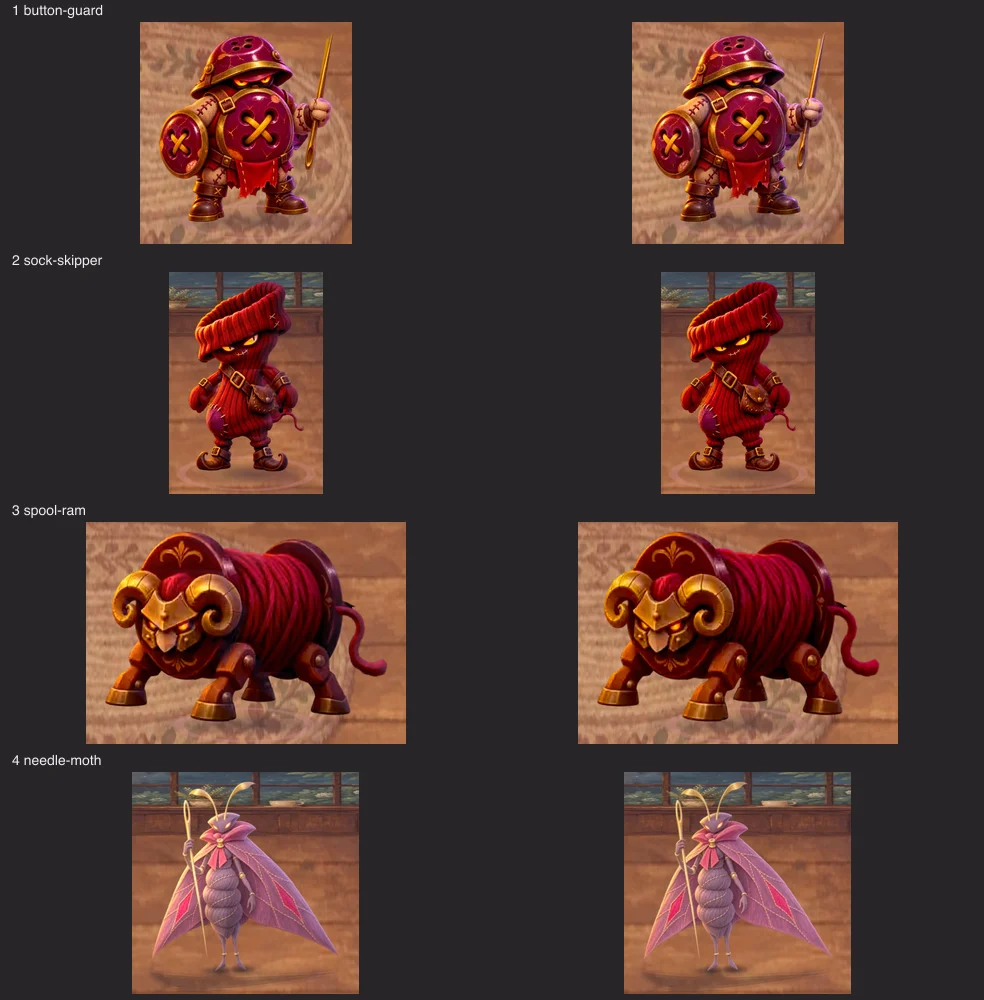 1 button-guard
2 sock-skipper
3 spool-ram
4 needle-moth